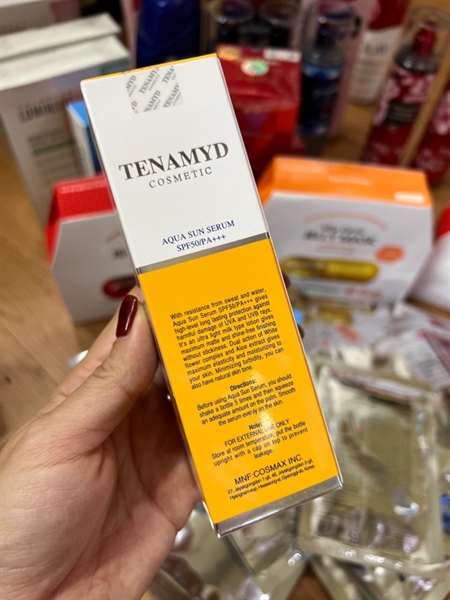 TENAMYD
TENAMYD
COSMETIC
AQUA SUN SERUM
SPF50/PA+++
With resistance from sweat and water,
Aqua Sun Serum SPF50/PA+++ gives
high-level long lasting protection against
harmful damage of UVA and UVB rays.
It's an ultra light milk type lotion gives
maximum matte and shine-free finishing
without stickiness. Dual action of White
flower complex and Aloe extract gives
maximum elasticity and moisturizing to
your skin. Minimizing turbidity, you can
also have natural skin tone.
Directions:
Before using Aqua Sun Serum, you should
shake a bottle 5 times and then squeeze
an adequate amount on the palm. Smooth
the serum evenly on the skin.
Note:
FOR EXTERNAL USE ONLY
Store at room temperature, put the bottle
upright with a cap on top to prevent
leakage.
MNF:COSMAX INC.
JELLY MASK